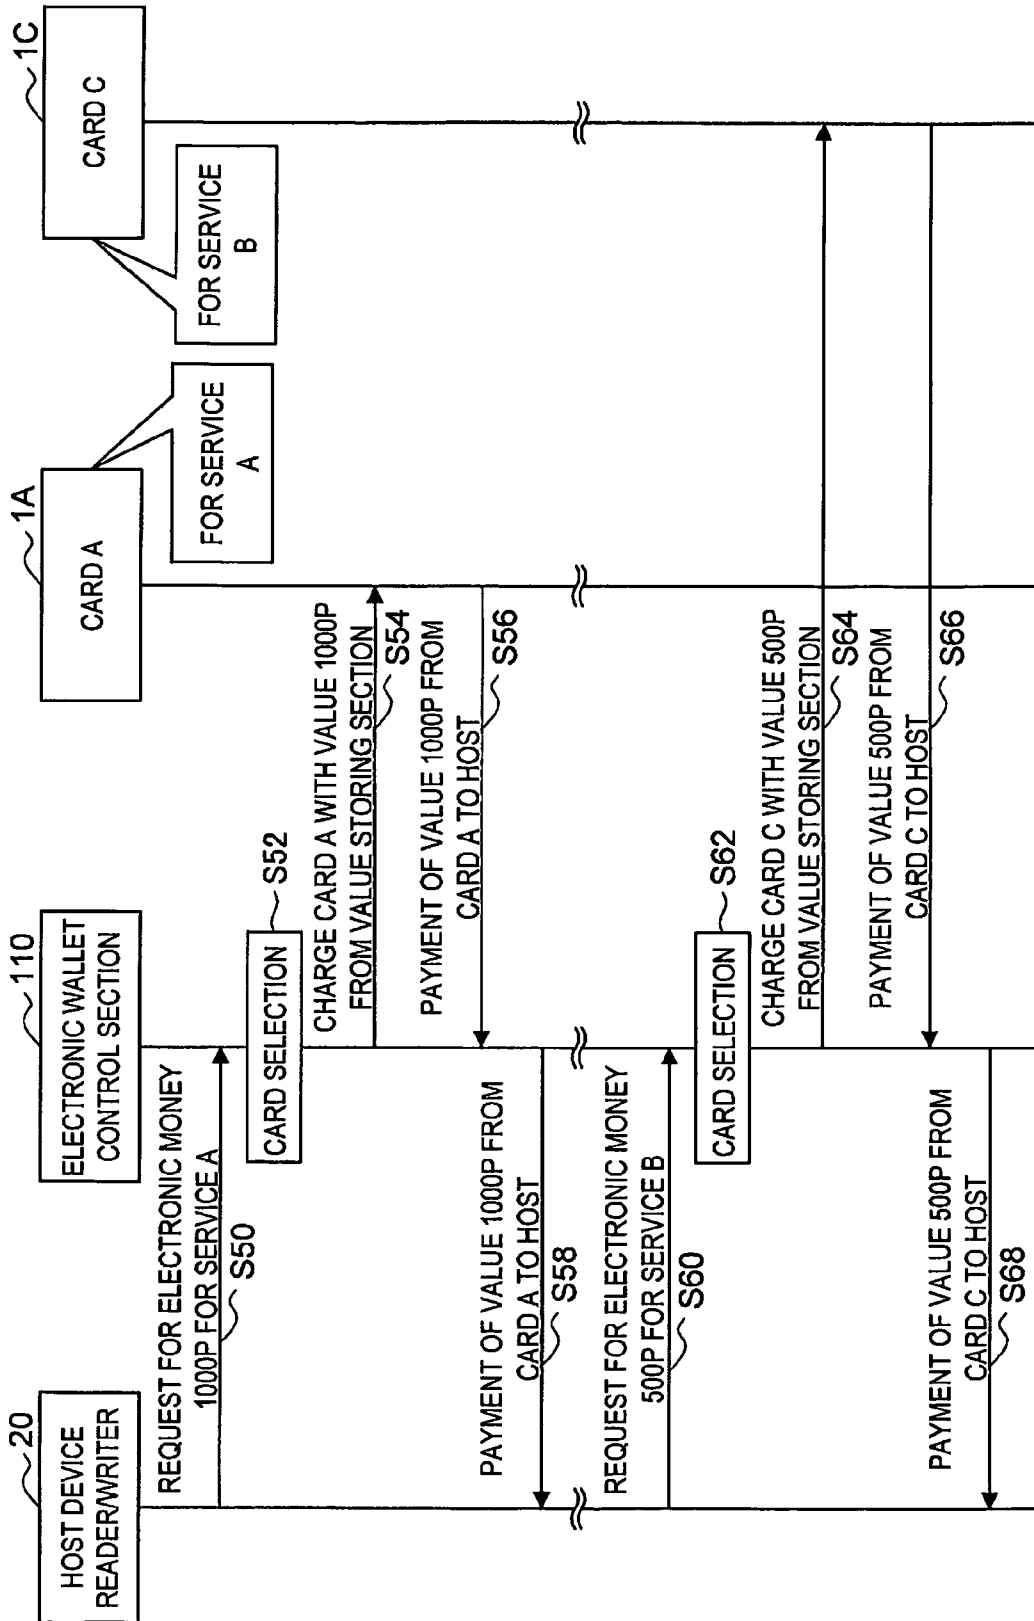 20
HOST DEVICE
READER/WRITER
110
ELECTRONIC WALLET
CONTROL SECTION
1A
CARD A
1C
CARD C
FOR SERVICE
A
FOR SERVICE
B
REQUEST FOR ELECTRONIC MONEY
1000P FOR SERVICE A
S50
CARD SELECTION
S52
CHARGE CARD A WITH VALUE 1000P
FROM VALUE STORING SECTION
S54
PAYMENT OF VALUE 1000P FROM
CARD A TO HOST
S56
PAYMENT OF VALUE 1000P FROM
CARD A TO HOST
S58
REQUEST FOR ELECTRONIC MONEY
500P FOR SERVICE B
S60
CARD SELECTION
S62
CHARGE CARD C WITH VALUE 500P
FROM VALUE STORING SECTION
S64
PAYMENT OF VALUE 500P FROM
CARD C TO HOST
S66
PAYMENT OF VALUE 500P FROM
CARD C TO HOST
S68